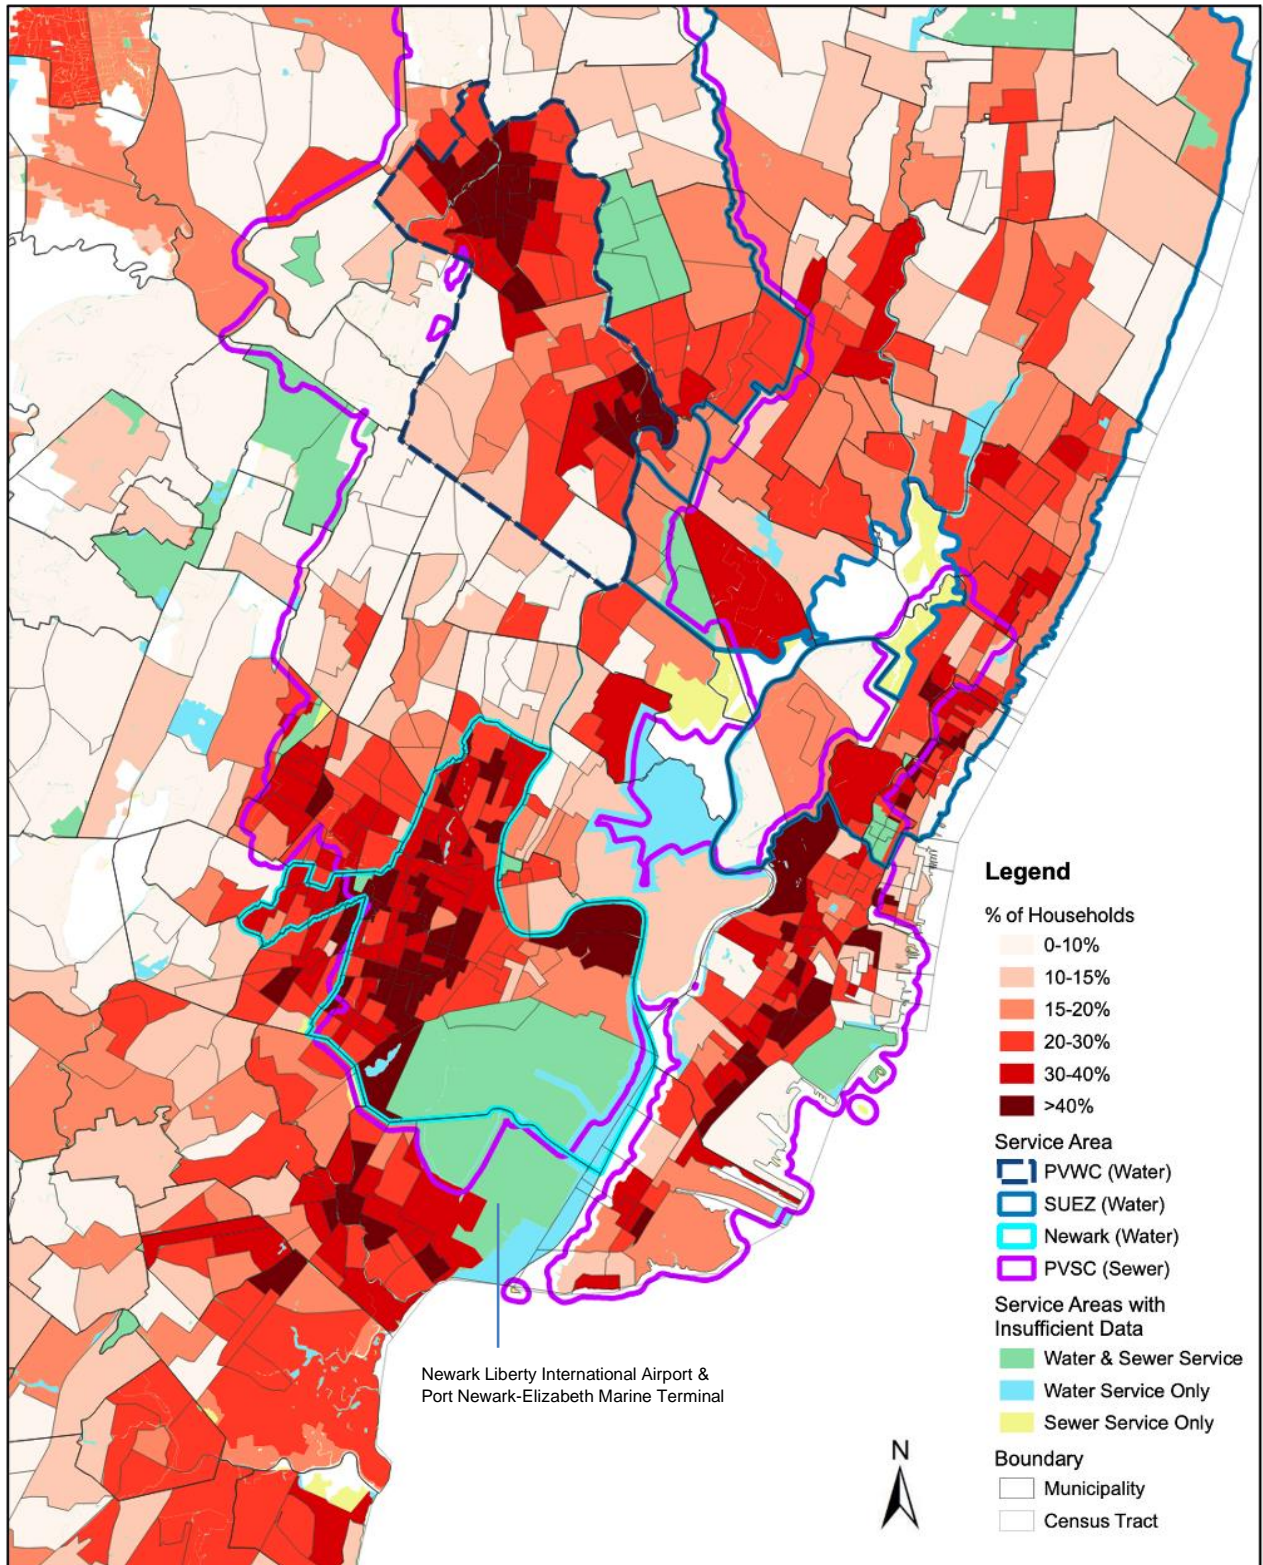 Legend
% of Households
0-10%
10-15%
15-20%
20-30%
30-40%
>40%
Service Area
PVWC (Water)
SUEZ (Water)
Newark (Water)
PVSC (Sewer)
Service Areas with
Insufficient Data
Water & Sewer Service
Water Service Only
Sewer Service Only
Boundary
Municipality
Census Tract
Newark Liberty International Airport &
Port Newark-Elizabeth Marine Terminal
N